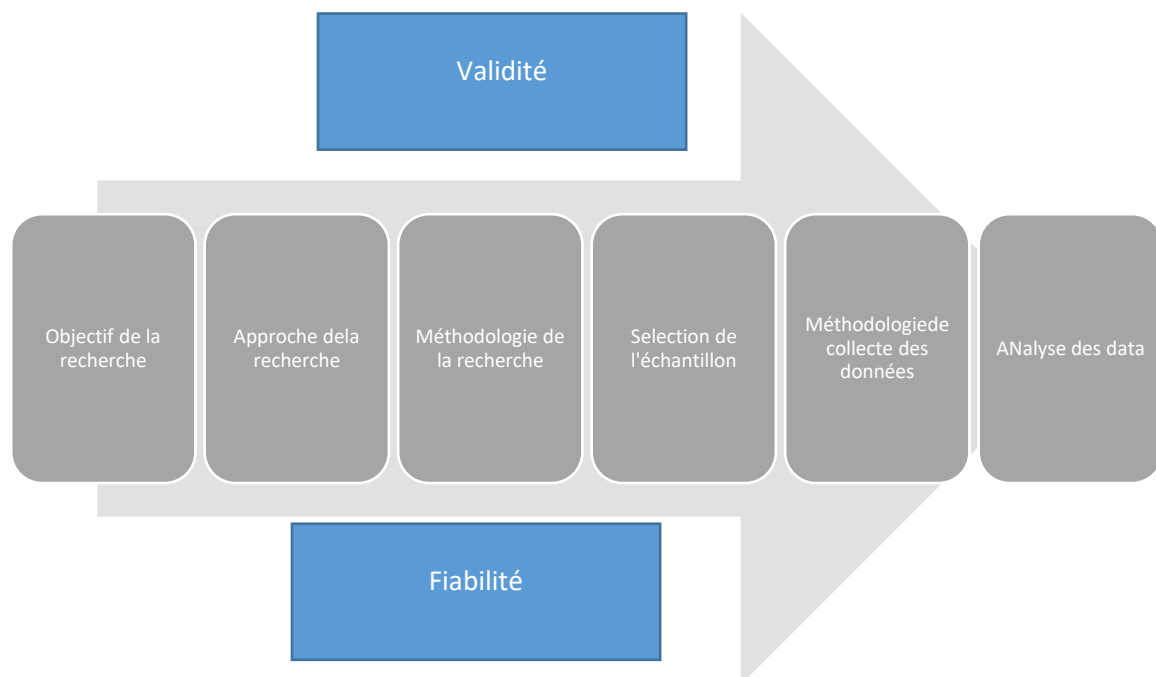 Validité
Objectif de la
recherche
Approche dela
recherche
Méthodologie de
la recherche
Selection de
l'échantillon
Méthodologiede
collecte des
données
ANalyse des data
Fiabilité